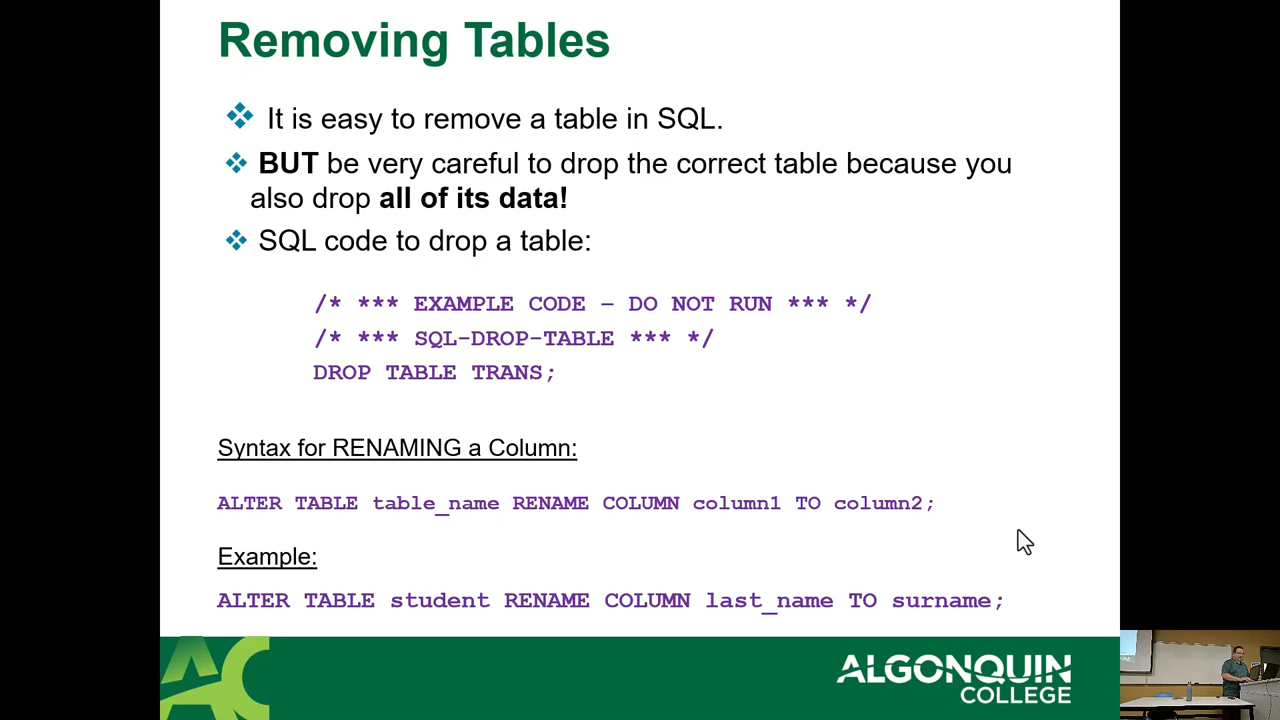 Removing Tables
It is easy to remove a table in SQL.
BUT be very careful to drop the correct table because you
also drop all of its data!
SQL code to drop a table:
/* *** EXAMPLE CODE – DO NOT RUN *** */
/* *** SQL-DROP-TABLE *** */
DROP TABLE TRANS;
Syntax for RENAMING a Column:
ALTER TABLE table_name RENAME COLUMN column1 TO column2;
Example:
ALTER TABLE student RENAME COLUMN last_name TO surname;
AC
ALGONQUIN
COLLEGE